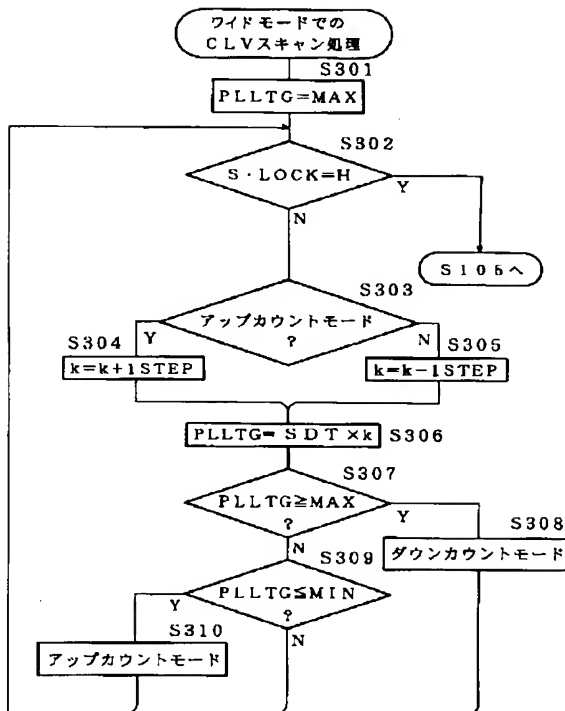 ワイドモードでの
CLVスキャン処理
S301
PLLTG=MAX
S302
S・LOCK=H
Y
N
S105へ
S303
アップカウントモード
?
S304
Y
N
S305
k=k+1STEP
k=k-1STEP
PLLTG=SDT×k
S306
S307
PLLTG≧MAX
?
Y
N
S308
ダウンカウントモード
S309
PLLTG≦MIN
?
Y
N
S310
アップカウントモード